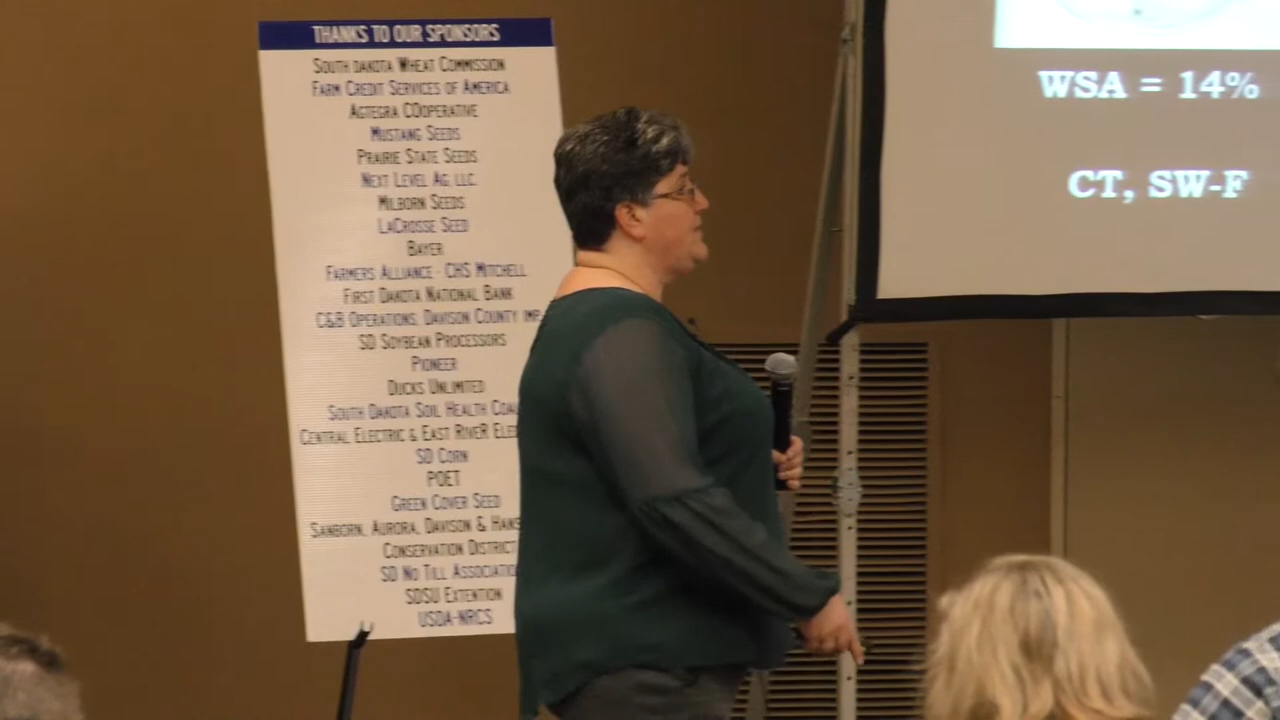 THANKS TO OUR SPONSORS
SOUTH DAKOTA WHEAT COMMISSION
FARM CREDIT SERVICES OF AMERICA
AGTEGRA COOPERATIVE
MUSTANG SEEDS
PRAIRIE STATE SEEDS
NEXT LEVEL AG, LLC.
MILBORN SEEDS
LACROSSE SEED
BAYER
FARMERS ALLIANCE - CHS MITCHELL
FIRST DAKOTA NATIONAL BANK
C&B OPERATIONS, DAVISON COUNTY IMP
SD SOYBEAN PROCESSORS
PIONEER
DUCKS UNLIMITED
SOUTH DAKOTA SOIL HEALTH
CENTRAL ELECTRIC & EAST RIVER
SD CORN
POET
GREEN COVER SEED
SANBORN, AURORA, DAVISON &
CONSERVATION DISTRICT
SD NO TILL
SDSU EXTENTION
USDA-NRCS
WSA = 14%
CT, SW-F